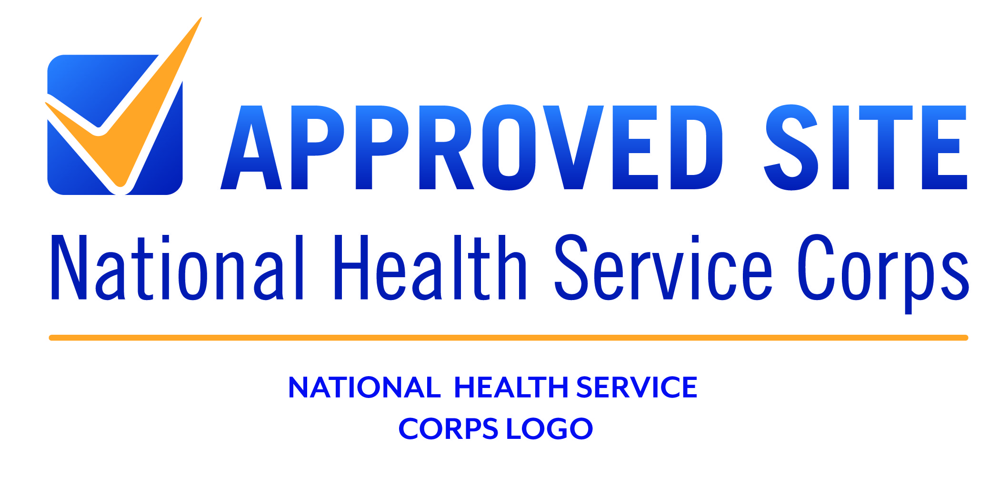 APPROVED SITE
National Health Service Corps
NATIONAL HEALTH SERVICE
CORPS LOGO